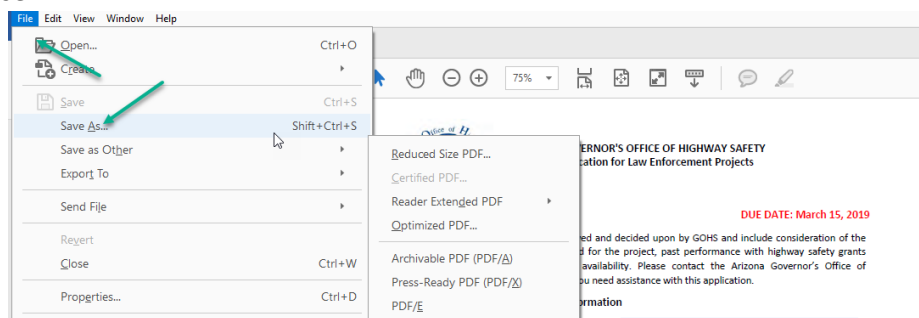 File Edit View Window Help
Open... Ctrl+O
Create
75%
Save Ctrl+S
Save As... Shift+Ctrl+S
Save as Other
Export To
Send File
Revert
Close Ctrl+W
Properties... Ctrl+D
Reduced Size PDF...
Certified PDF...
Reader Extended PDF
Optimized PDF...
Archivable PDF (PDF/A)
Press-Ready PDF (PDF/X)
PDF/E
Office of H
ERNOR'S OFFICE OF HIGHWAY SAFETY
cation for Law Enforcement Projects
DUE DATE: March 15, 2019
ed and decided upon by GOHS and include consideration of the
d for the project, past performance with highway safety grants
availability. Please contact the Arizona Governor's Office of
ou need assistance with this application.
ormation